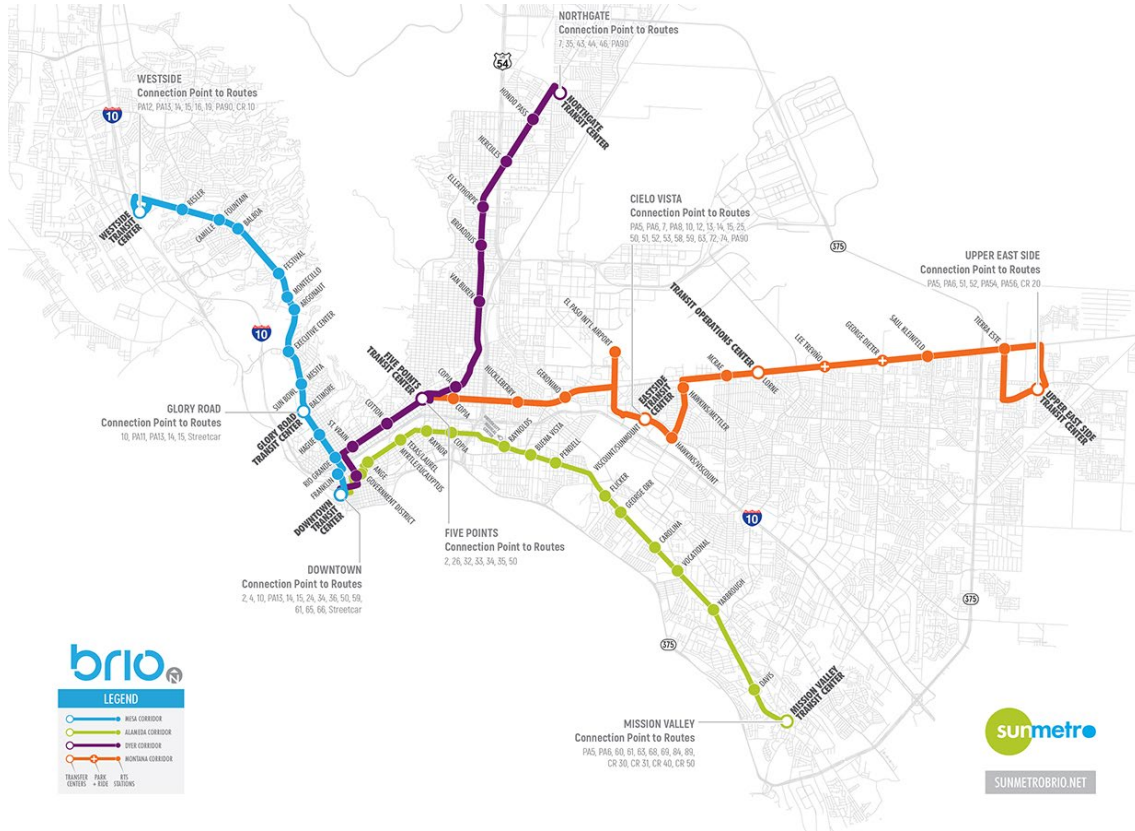 NORTHGATE
Connection Point to Routes
7, 35, 43, 44, 46, PA90
54
WESTSIDE
Connection Point to Routes
PA12, PA13, 14, 15, 16, 19, PA90, CR 10
10
HONDO PASS
NORTHGATE
TRANSIT CENTER
HERCULES
ELLERTHORPE
BROADDUS
VAN BUREN
WESTSIDE
TRANSIT
CENTER
RESLER
CAMILLE
FOUNTAIN
BALBOA
FESTIVAL
MONTECILLO
ARGONAUT
10
EXECUTIVE CENTER
MESITA
SUN BOWL
BALTIMORE
CIELO VISTA
Connection Point to Routes
PA5, PA6, 7, PA8, 10, 12, 13, 14, 15, 25,
50, 51, 52, 53, 58, 59, 63, 72, 74, PA90
375
UPPER EAST SIDE
Connection Point to Routes
PA5, PA6, 51, 52, PA54, PA56, CR 20
EL PASO INT'L AIRPORT
TRANSIT OPERATIONS CENTER
LEE TREVINO
GEORGE DIETER
SAUL KLEINFELD
TIERRA ESTE
FIVE POINTS
TRANSIT CENTER
COPIA
HUCKLEBERRY
GERONIMO
COPIA
EASTSIDE
TRANSIT
CENTER
MCRAE
LORNE
HAWKINS/METTLER
HAWKINS/VISCOUNT
VISCOUNT/SUNMOUNT
UPPER EAST SIDE
TRANSIT CENTER
GLORY ROAD
Connection Point to Routes
10, PA11, PA13, 14, 15, Streetcar
GLORY ROAD
TRANSIT CENTER
HAGUE
RIO GRANDE
FRANKLIN
ST. VRAIN
COTTON
ANGE
GOVERNMENT DISTRICT
TEXAS/LAUREL
MYRTLE/EUCALYPTUS
RAYNOR
COPIA
RAYNOLDS
BUENA VISTA
PENDELL
FLICKER
GEORGE ORR
CAROLINA
VOCATIONAL
YARBROUGH
DAVIS
10
375
375
DOWNTOWN
TRANSIT
CENTER
FIVE POINTS
Connection Point to Routes
2, 26, 32, 33, 34, 35, 50
DOWNTOWN
Connection Point to Routes
2, 4, 10, PA13, 14, 15, 24, 34, 36, 50, 59,
61, 65, 66, Streetcar
MISSION VALLEY
TRANSIT CENTER
MISSION VALLEY
Connection Point to Routes
PA5, PA6, 60, 61, 63, 68, 69, 84, 89,
CR 30, CR 31, CR 40, CR 50
brio
N
LEGEND
MESA CORRIDOR
ALAMEDA CORRIDOR
DYER CORRIDOR
MONTANA CORRIDOR
TRANSFER
CENTERS
PARK
+ RIDE
RTS
STATIONS
sunmetro
SUNMETROBRIO.NET